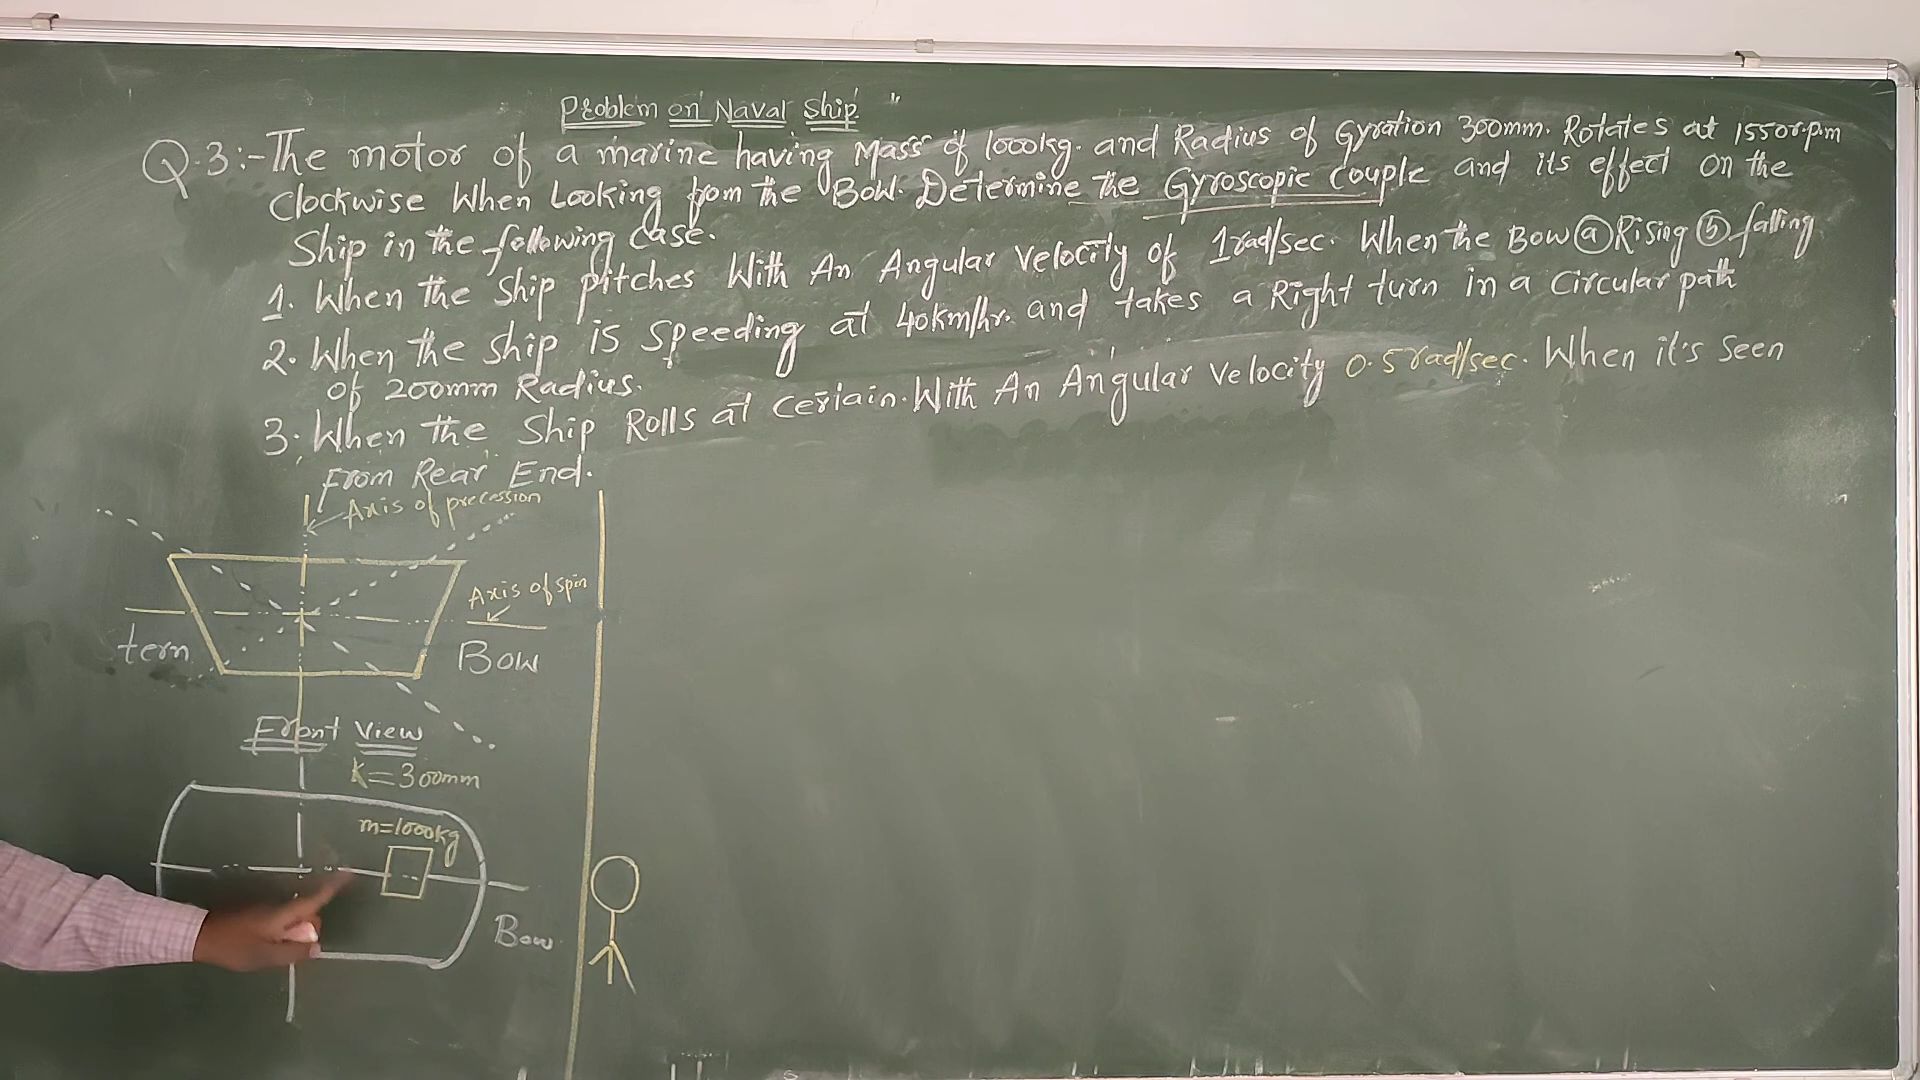 Problem on Naval Ship "
Q.3:- The motor of a marine having Mass of 1000kg. and Radius of Gyration 300mm. Rotates at 1550r.p.m
Clockwise When Looking from the Bow. Determine the Gyroscopic Couple and its effect on the
Ship in the following Case.
1. When the Ship pitches With An Angular Velocity of 1rad/sec. When the Bow ⓐ Rising ⓑ falling
2. When the Ship is Speeding at 40km/hr. and takes a Right turn in a Circular path
of 200mm Radius.
3. When the Ship Rolls at Certain. With An Angular Velocity 0.5rad/sec. When it's Seen
From Rear End.
Axis of precession
Axis of spin
tern
Bow
Front View
K=300mm
m=1000kg
Bow